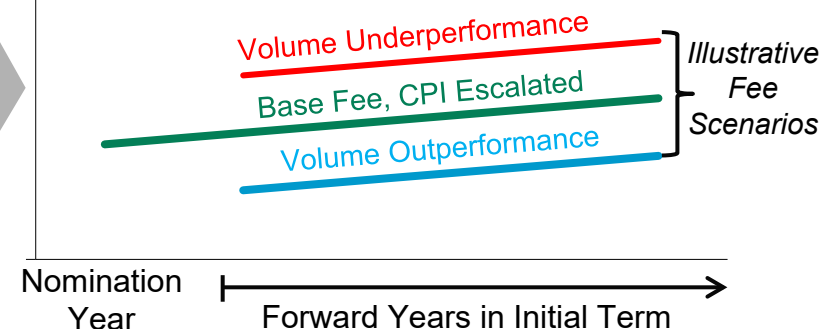 Volume Underperformance
Base Fee, CPI Escalated
Volume Outperformance
Illustrative
Fee
Scenarios
Nomination
Year
Forward Years in Initial Term